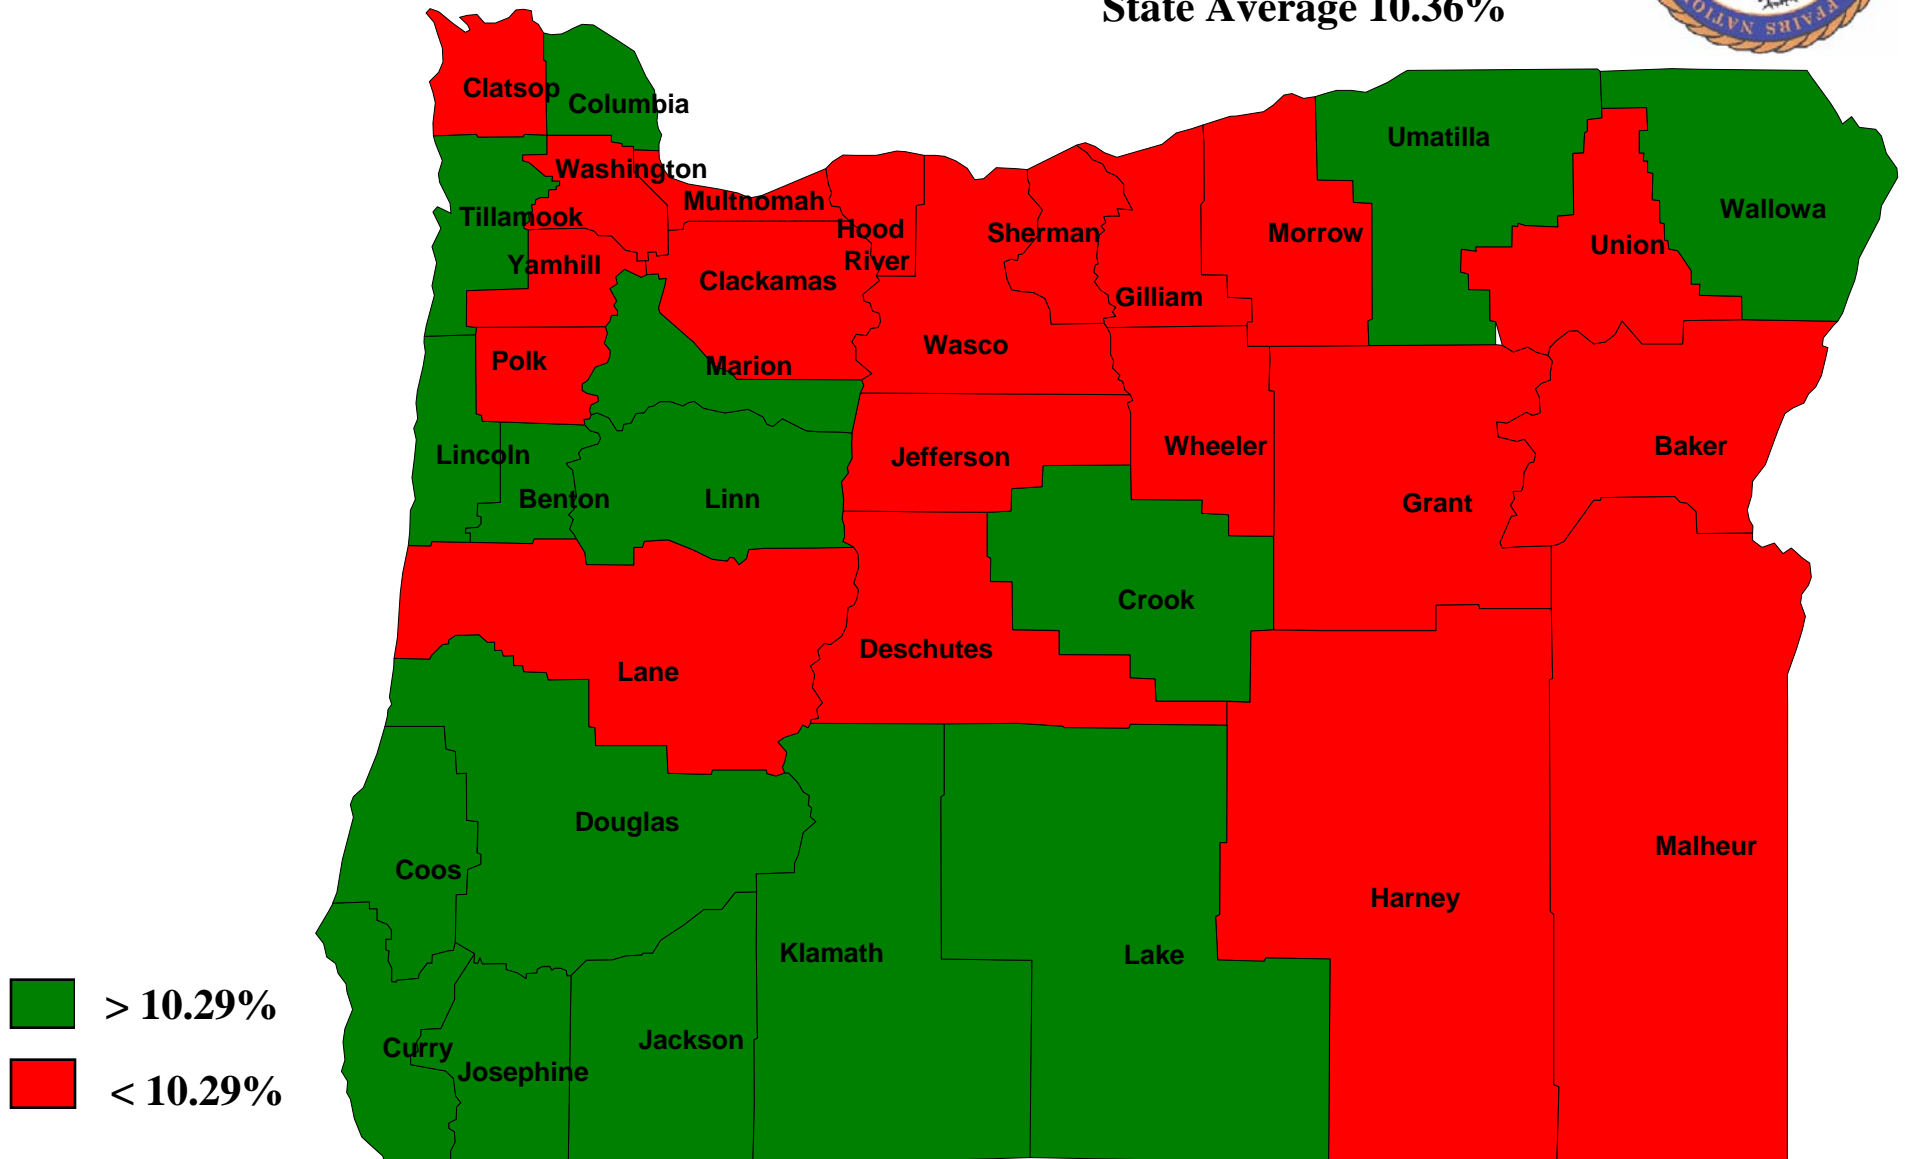 State Average 10.36%
AFFAIRS NATION
Clatsop
Columbia
Washington
Multnomah
Tillamook
Yamhill
Hood
River
Clackamas
Sherman
Gilliam
Morrow
Umatilla
Union
Wallowa
Polk
Marion
Wasco
Lincoln
Benton
Linn
Jefferson
Wheeler
Grant
Baker
Crook
Deschutes
Lane
Douglas
Coos
Klamath
Lake
Harney
Malheur
Curry
Josephine
Jackson
> 10.29%
< 10.29%